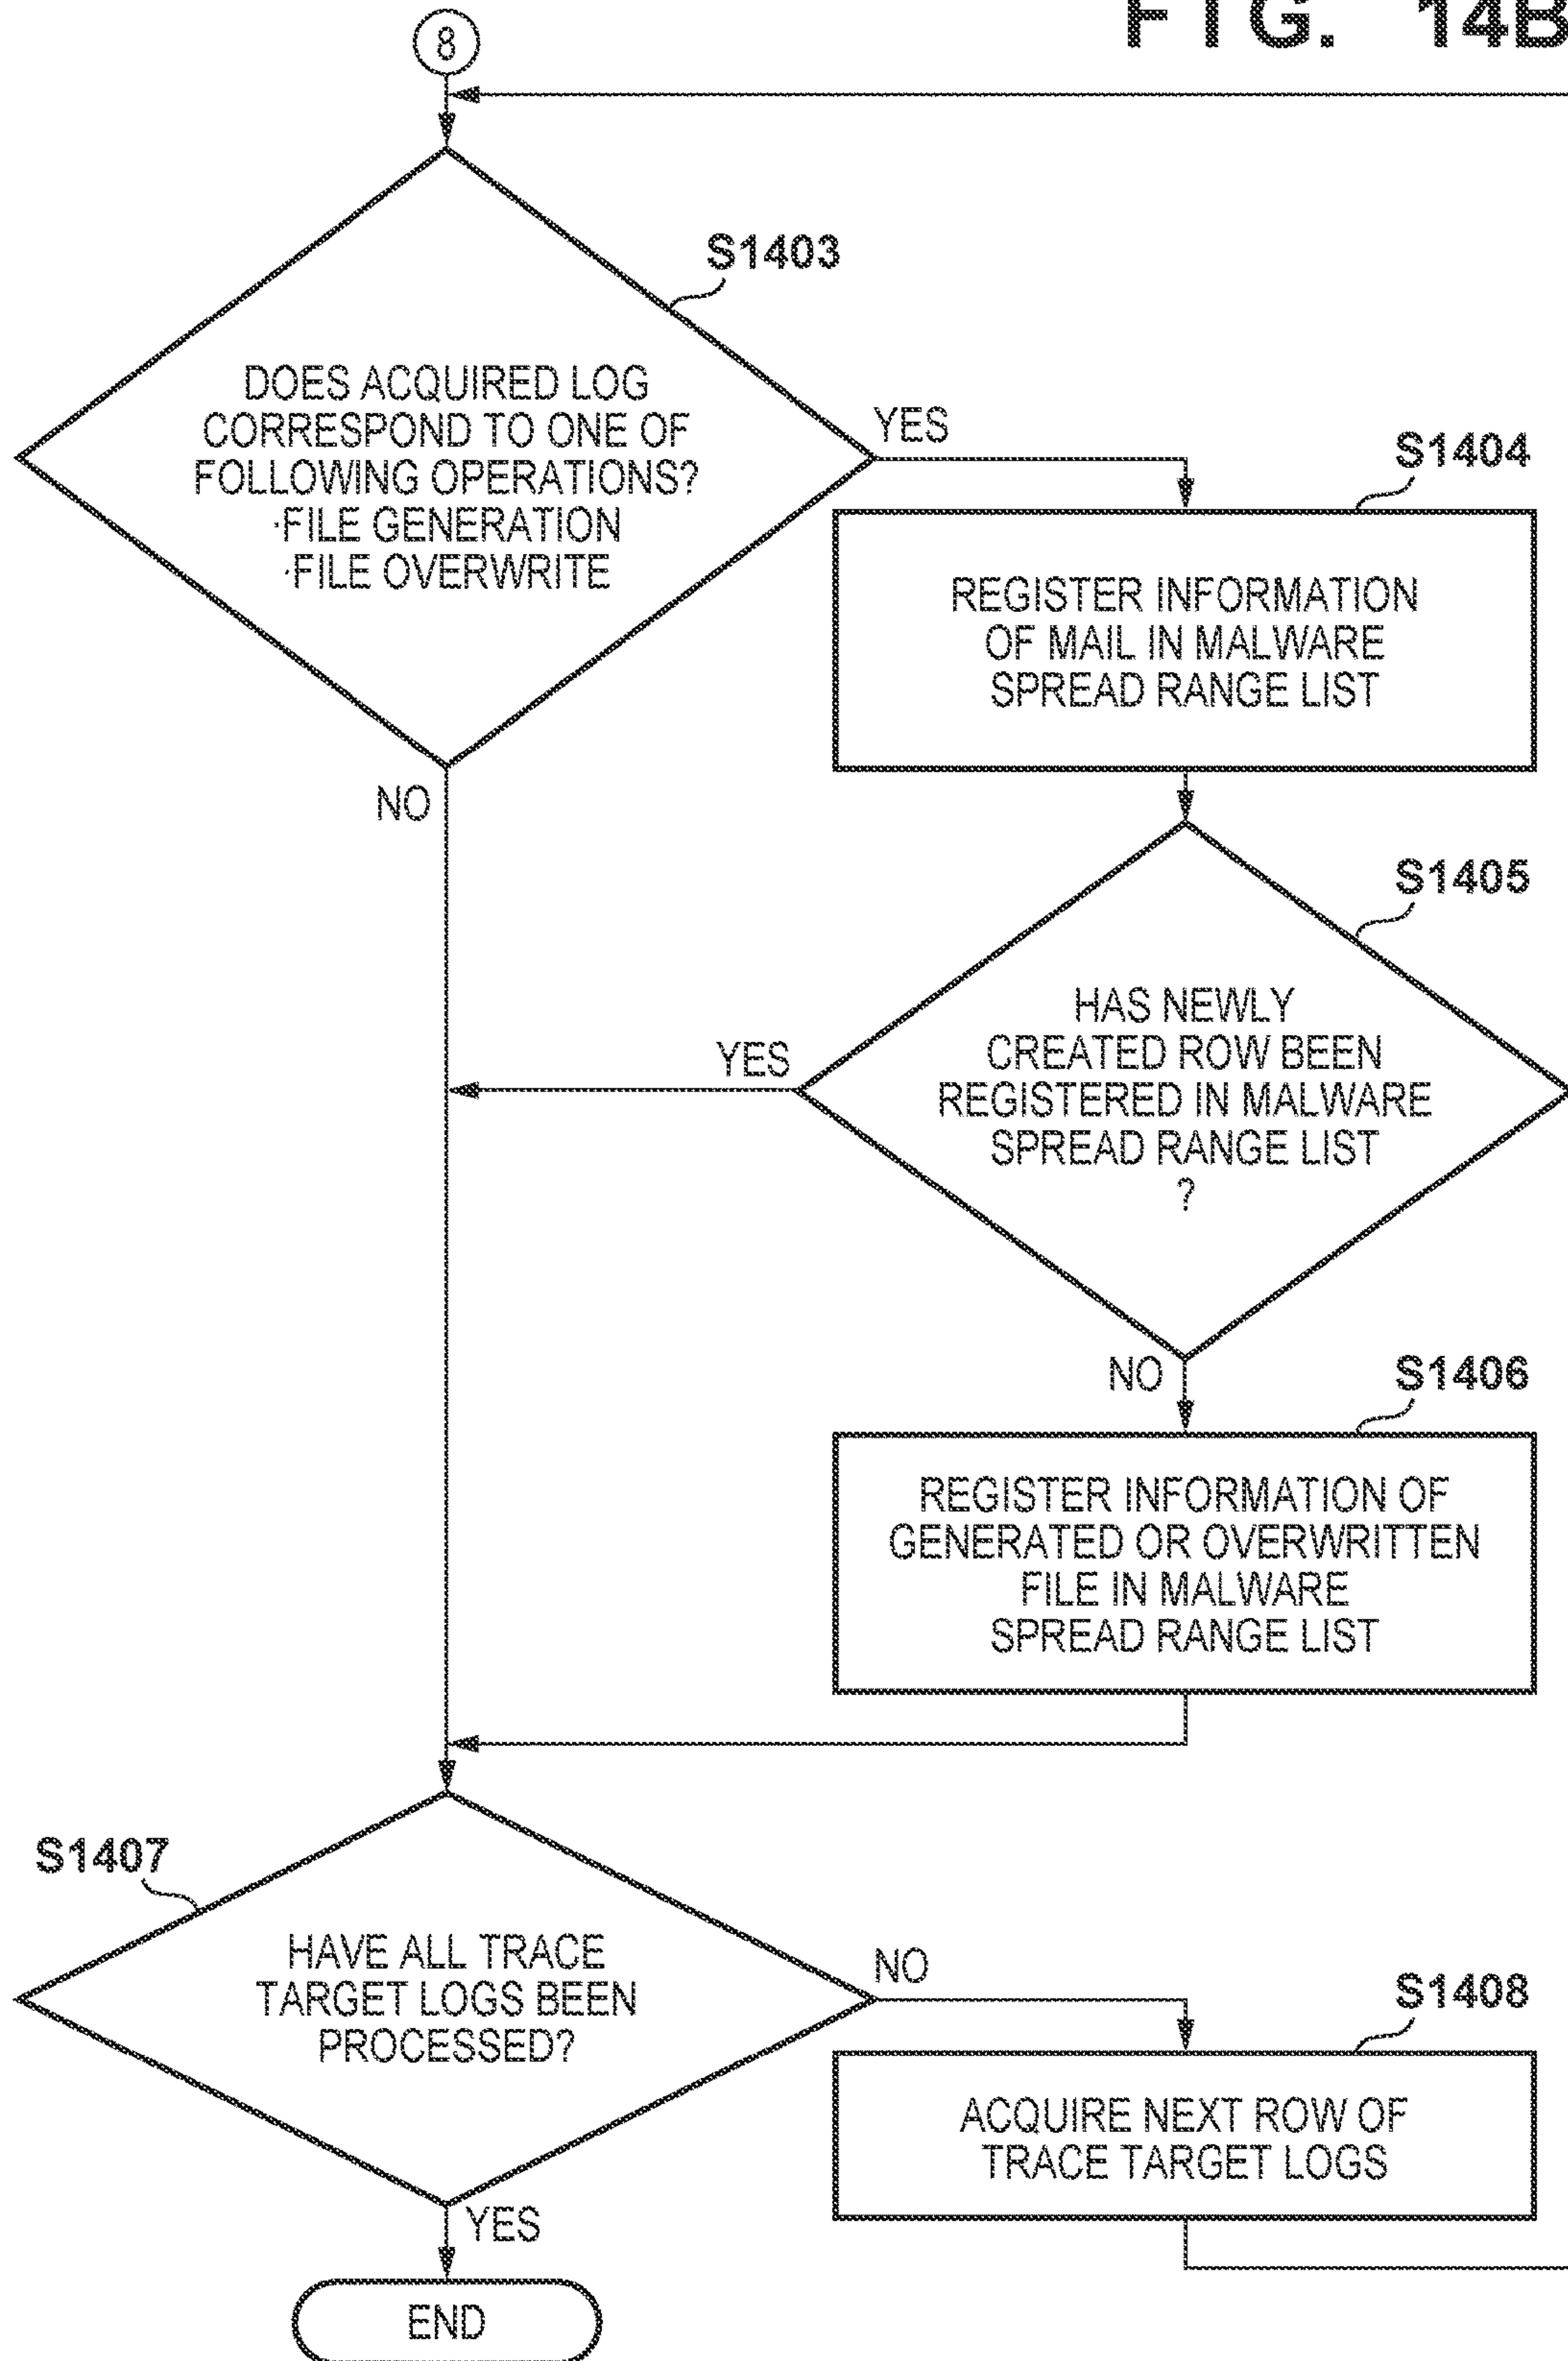 FIG. 14B
8
S1403
DOES ACQUIRED LOG
CORRESPOND TO ONE OF
FOLLOWING OPERATIONS?
·FILE GENERATION
·FILE OVERWRITE
YES
NO
S1404
REGISTER INFORMATION
OF MAIL IN MALWARE
SPREAD RANGE LIST
S1405
HAS NEWLY
CREATED ROW BEEN
REGISTERED IN MALWARE
SPREAD RANGE LIST
?
YES
NO
S1406
REGISTER INFORMATION OF
GENERATED OR OVERWRITTEN
FILE IN MALWARE
SPREAD RANGE LIST
S1407
HAVE ALL TRACE
TARGET LOGS BEEN
PROCESSED?
NO
S1408
ACQUIRE NEXT ROW OF
TRACE TARGET LOGS
YES
END